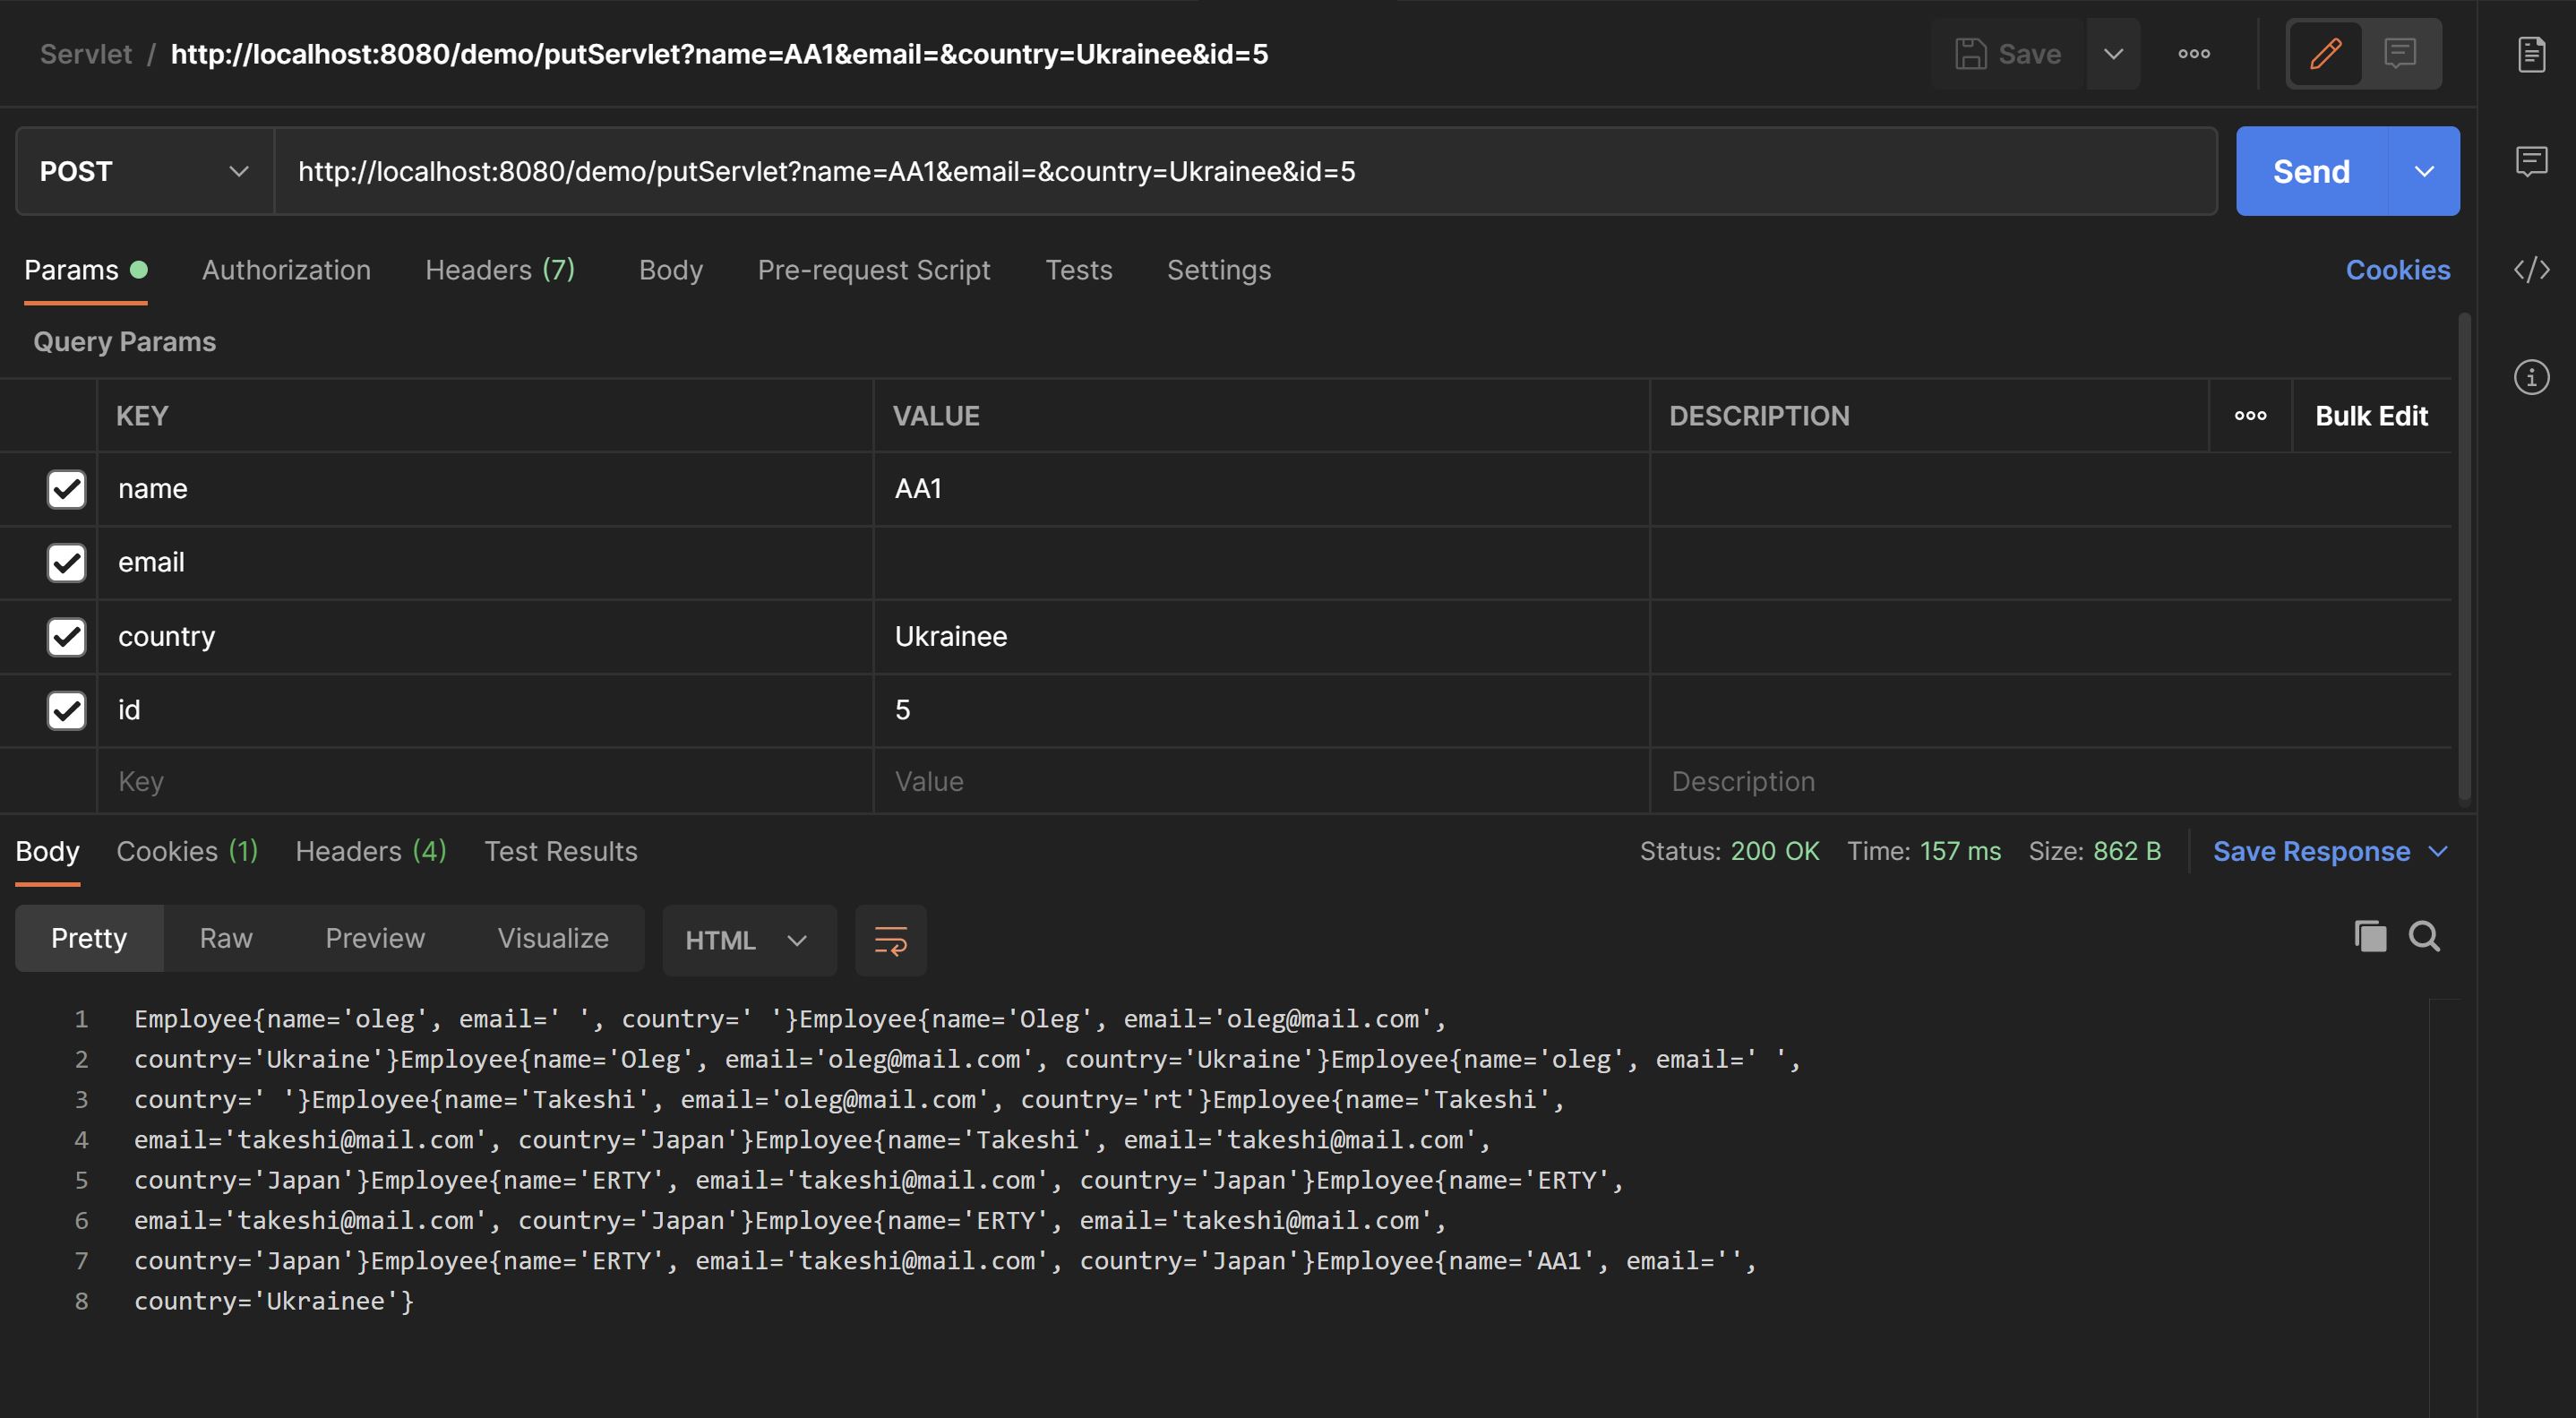 Servlet / http://localhost:8080/demo/putServlet?name=AA1&email=&country=Ukrainee&id=5
Save
POST
http://localhost:8080/demo/putServlet?name=AA1&email=&country=Ukrainee&id=5
Send
Params Authorization Headers (7) Body Pre-request Script Tests Settings Cookies
Query Params
KEY VALUE DESCRIPTION Bulk Edit
name AA1
email
country Ukrainee
id 5
Key Value Description
Body Cookies (1) Headers (4) Test Results Status: 200 OK Time: 157 ms Size: 862 B Save Response
Pretty Raw Preview Visualize HTML
1 Employee{name='oleg', email=' ', country=' '}Employee{name='Oleg', email='oleg@mail.com',
2 country='Ukraine'}Employee{name='Oleg', email='oleg@mail.com', country='Ukraine'}Employee{name='oleg', email=' ',
3 country=' '}Employee{name='Takeshi', email='oleg@mail.com', country='rt'}Employee{name='Takeshi',
4 email='takeshi@mail.com', country='Japan'}Employee{name='Takeshi', email='takeshi@mail.com',
5 country='Japan'}Employee{name='ERTY', email='takeshi@mail.com', country='Japan'}Employee{name='ERTY',
6 email='takeshi@mail.com', country='Japan'}Employee{name='ERTY', email='takeshi@mail.com',
7 country='Japan'}Employee{name='ERTY', email='takeshi@mail.com', country='Japan'}Employee{name='AA1', email='',
8 country='Ukrainee'}